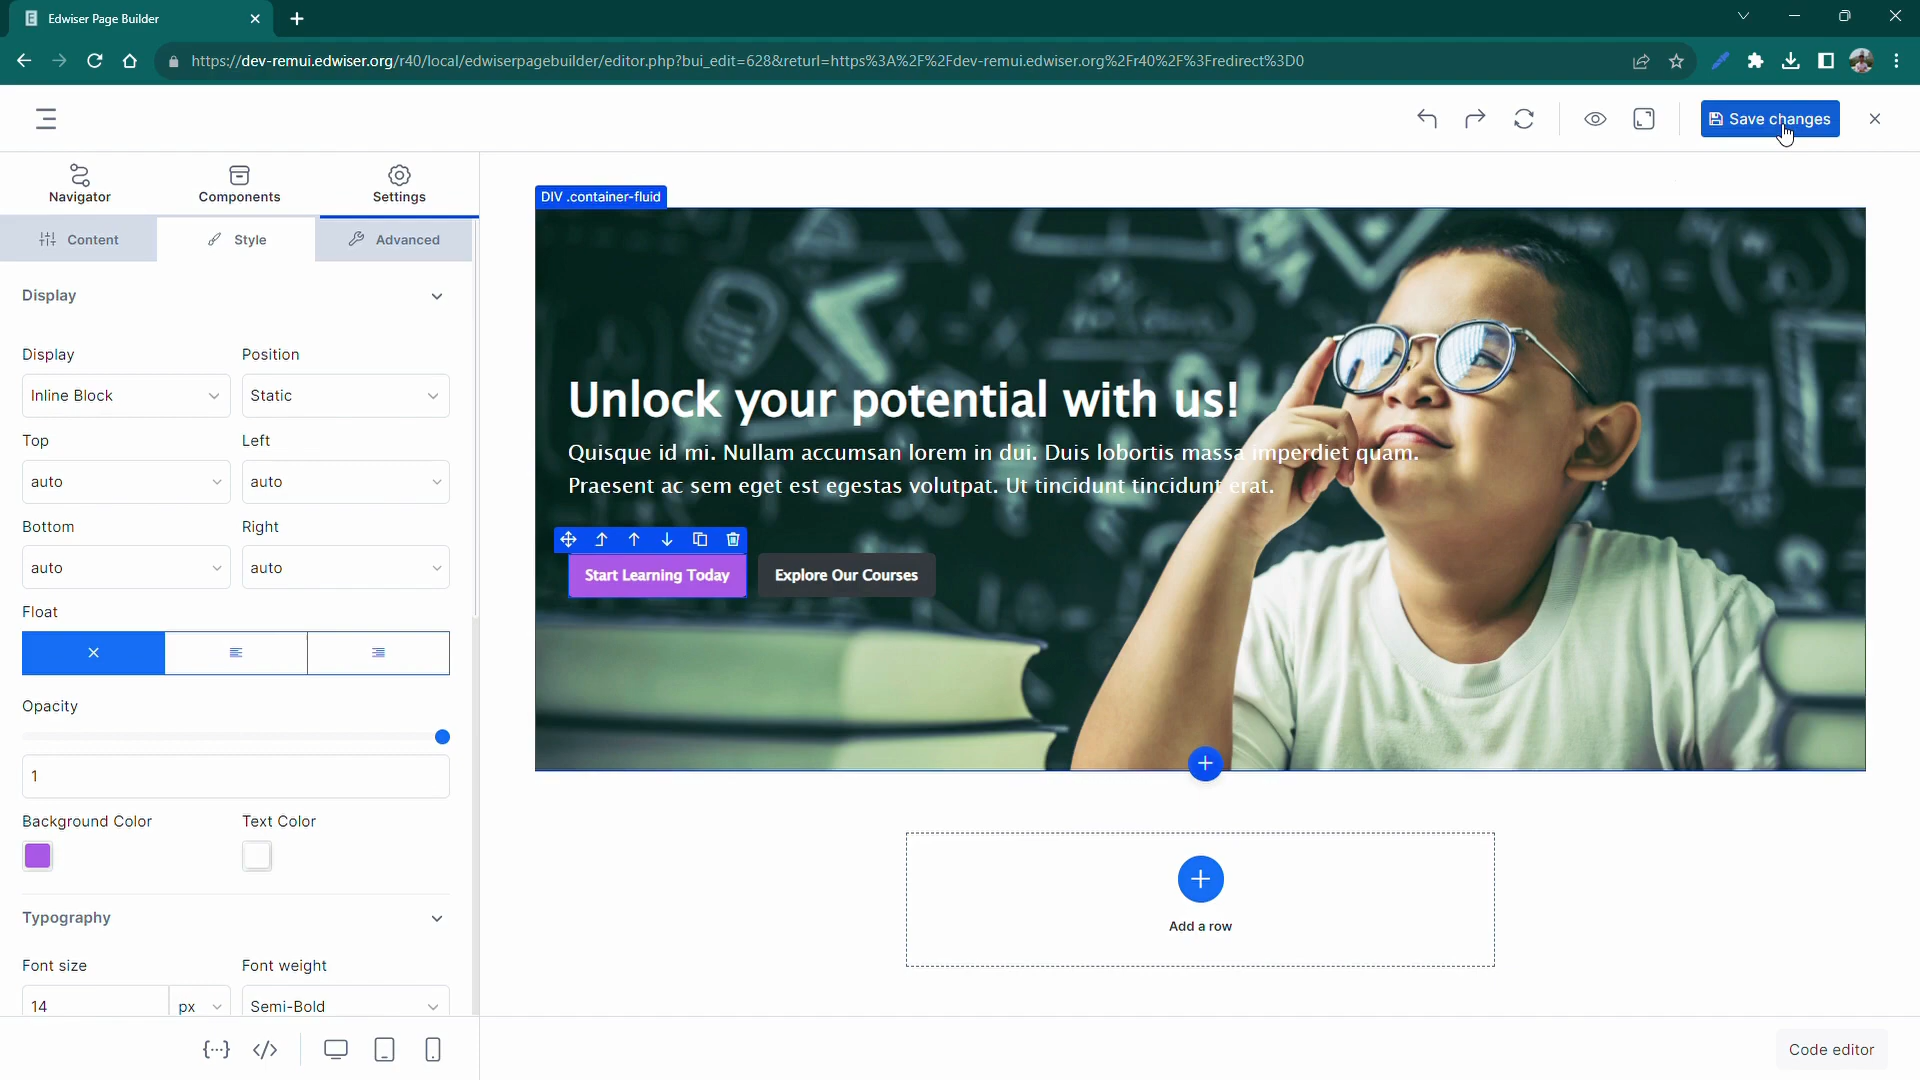 Edwiser Page Builder
https://dev-remui.edwiser.org/r40/local/edwiserpagebuilder/editor.php?bui_edit=628&returl=https%3A%2F%2Fdev-remui.edwiser.org%2Fr40%2F%3Fredirect%3D0
Save changes
Navigator
Components
Settings
Content
Style
Advanced
Display
Display
Position
Inline Block
Static
Top
Left
auto
auto
Bottom
Right
auto
auto
Float
Opacity
1
Background Color
Text Color
Typography
Font size
Font weight
14
px
Semi-Bold
DIV .container-fluid
Unlock your potential with us!
Quisque id mi. Nullam accumsan lorem in dui. Duis lobortis massa imperdiet quam.
Praesent ac sem eget est egestas volutpat. Ut tincidunt tincidunt erat.
Start Learning Today
Explore Our Courses
Add a row
Code editor